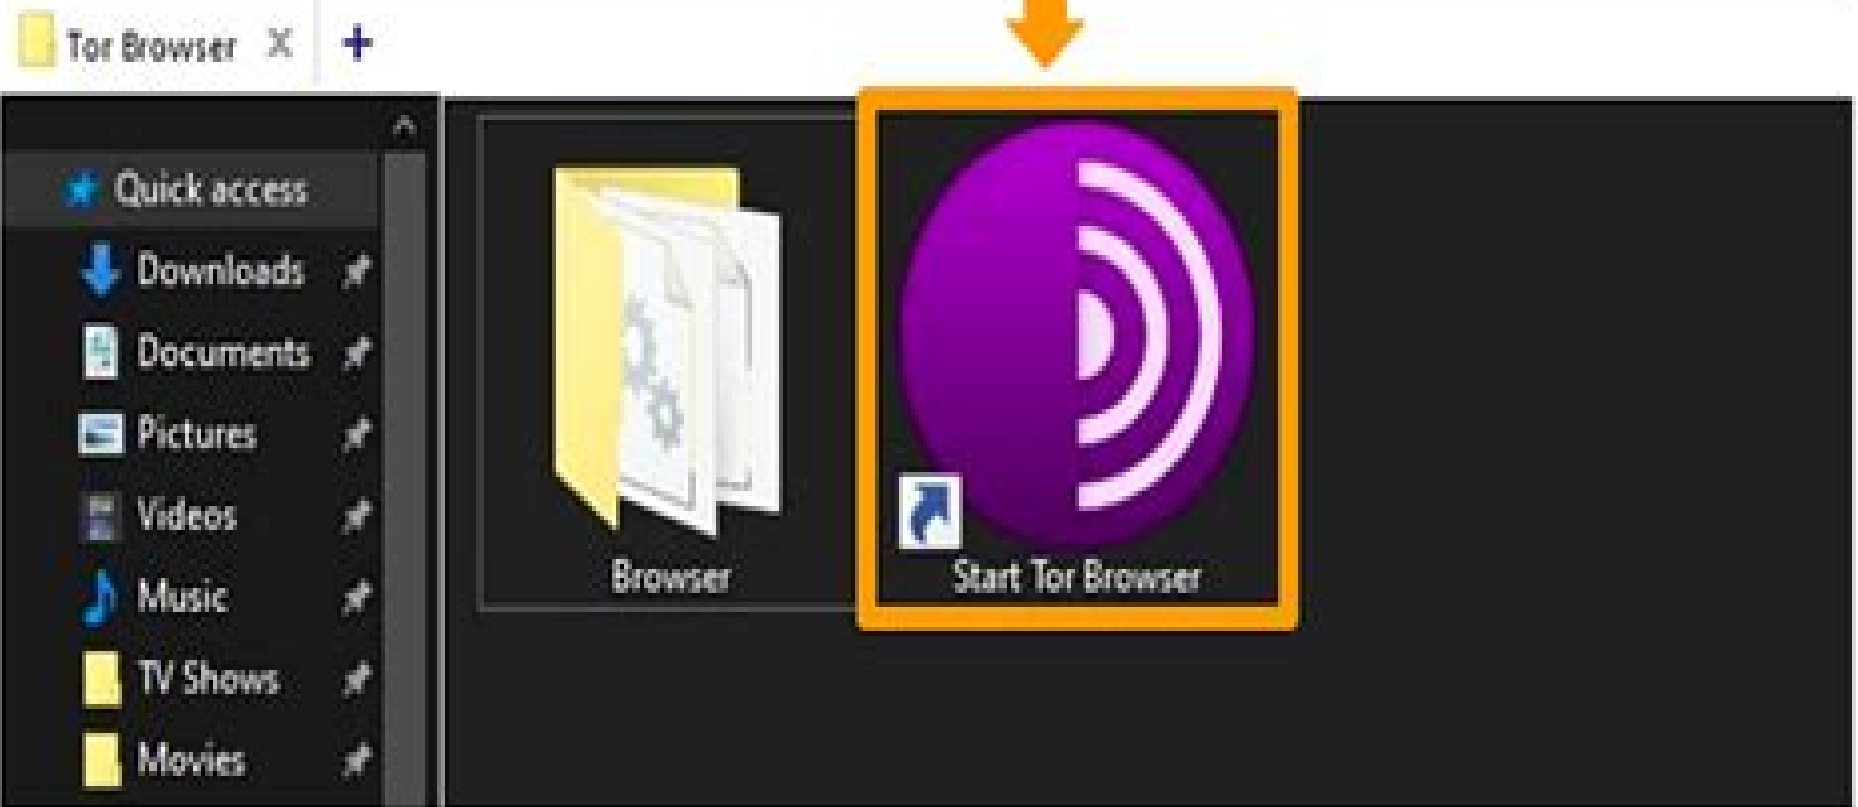 Tor Browser
Quick access
Downloads
Documents
Pictures
Videos
Music
TV Shows
Movies
Browser
Start Tor Browser